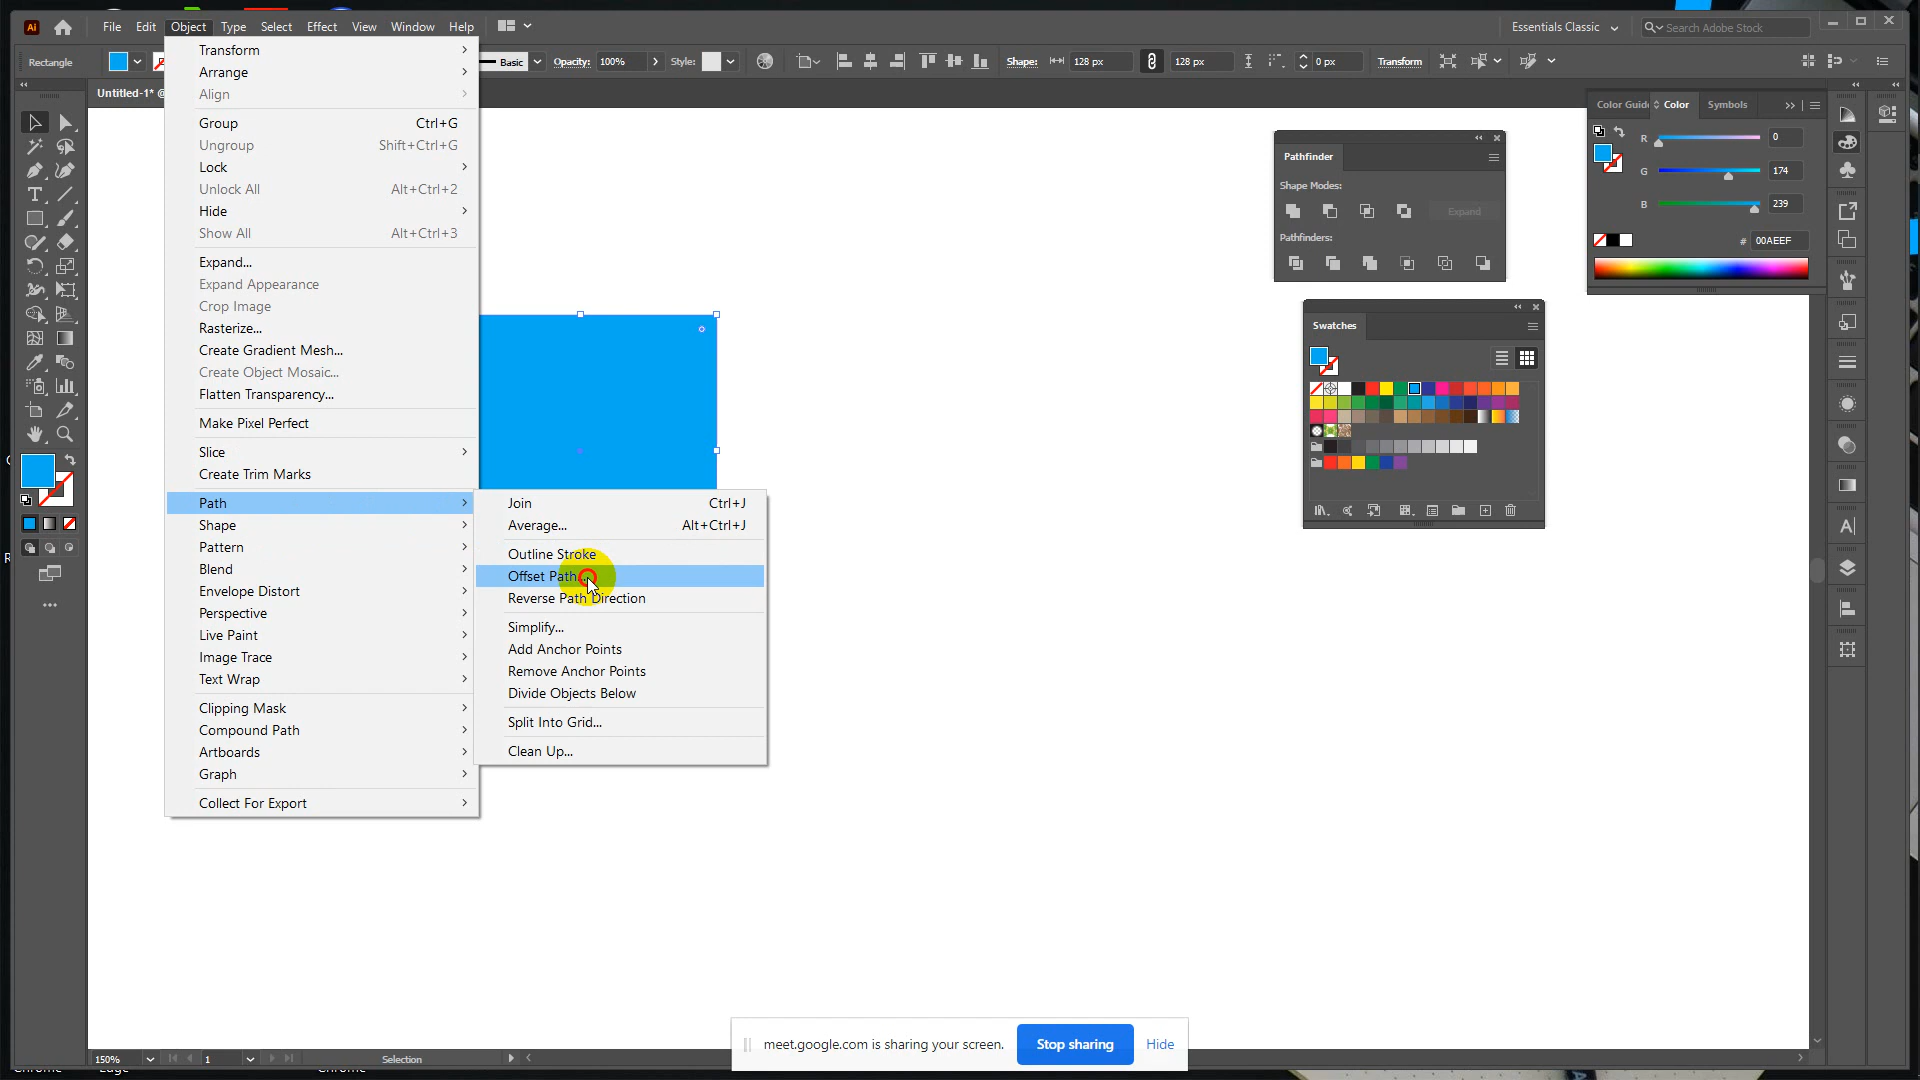 Ai File Edit Object Type Select Effect View Window Help Essentials Classic Search Adobe Stock
Rectangle Basic Opacity: 100% Style: Shape: 128 px 128 px 0 px Transform
Untitled-1* @
Transform
Arrange
Align
Group Ctrl+G
Ungroup Shift+Ctrl+G
Lock
Unlock All Alt+Ctrl+2
Hide
Show All Alt+Ctrl+3
Expand...
Expand Appearance
Crop Image
Rasterize...
Create Gradient Mesh...
Create Object Mosaic...
Flatten Transparency...
Make Pixel Perfect
Slice
Create Trim Marks
Path
Shape
Pattern
Blend
Envelope Distort
Perspective
Live Paint
Image Trace
Text Wrap
Clipping Mask
Compound Path
Artboards
Graph
Collect For Export
Join Ctrl+J
Average... Alt+Ctrl+J
Outline Stroke
Offset Path...
Reverse Path Direction
Simplify...
Add Anchor Points
Remove Anchor Points
Divide Objects Below
Split Into Grid...
Clean Up...
Pathfinder
Shape Modes:
Expand
Pathfinders:
Swatches
Color Guid Color Symbols
R 0
G 174
B 239
# 00AEEF
150% 1 Selection
meet.google.com is sharing your screen. Stop sharing Hide